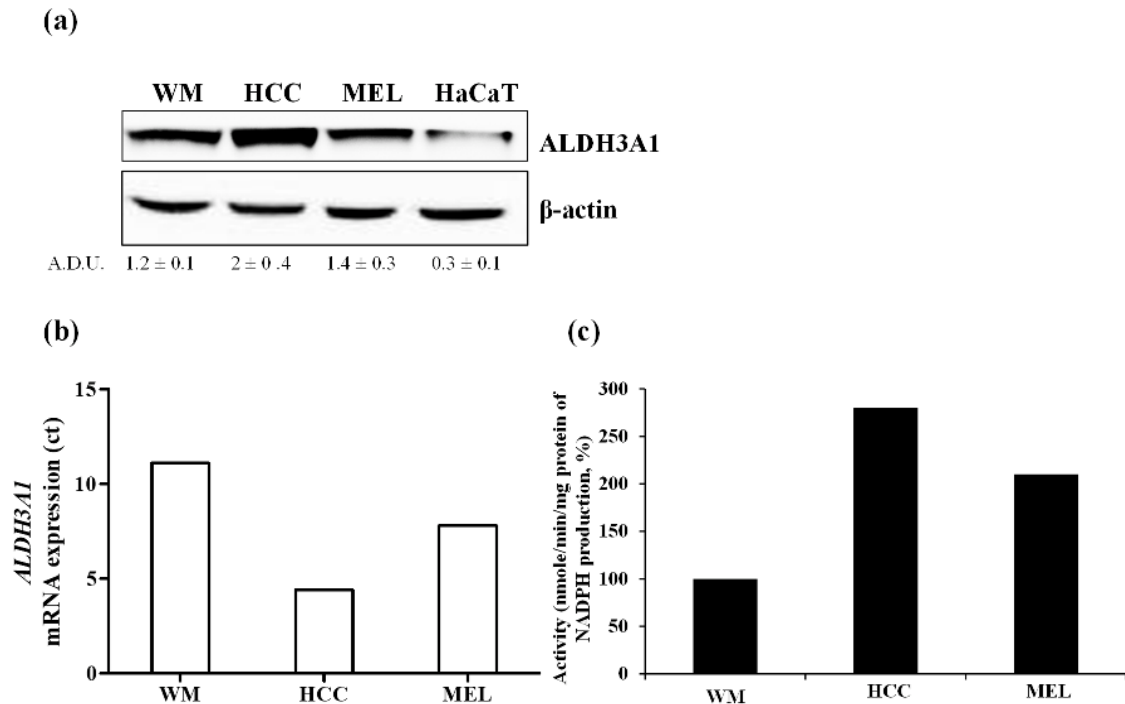 (a)
WM HCC MEL HaCaT
ALDH3A1
β-actin
A.D.U. 1.2 ± 0.1 2 ± 0 .4 1.4 ± 0.3 0.3 ± 0.1
(b)
ALDH3A1
mRNA expression (ct)
15
10
5
0
WM HCC MEL
(c)
Activity (nmole/min/mg protein of
NADPH production, %)
300
250
200
150
100
50
0
WM HCC MEL